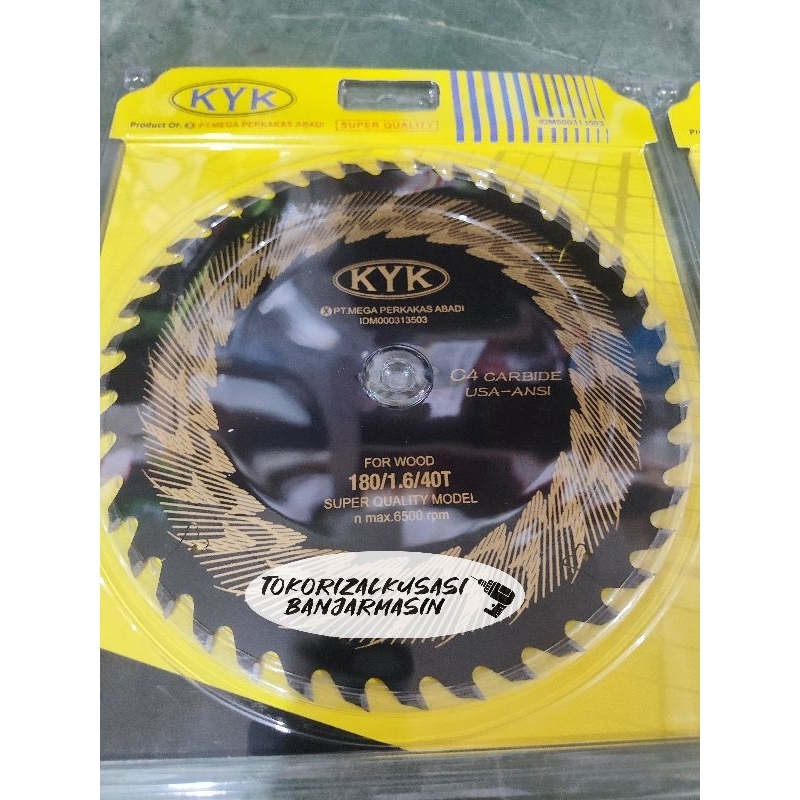 KYK
Product Of: PT.MEGA PERKAKAS ABADI
SUPER QUALITY
IDM000313503
KYK
PT.MEGA PERKAKAS ABADI
IDM000313503
C4 CARBIDE
USA-ANSI
FOR WOOD
180/1.6/40T
SUPER QUALITY MODEL
n max.6500 rpm
TOKORIZALKUSASI
BANJARMASIN